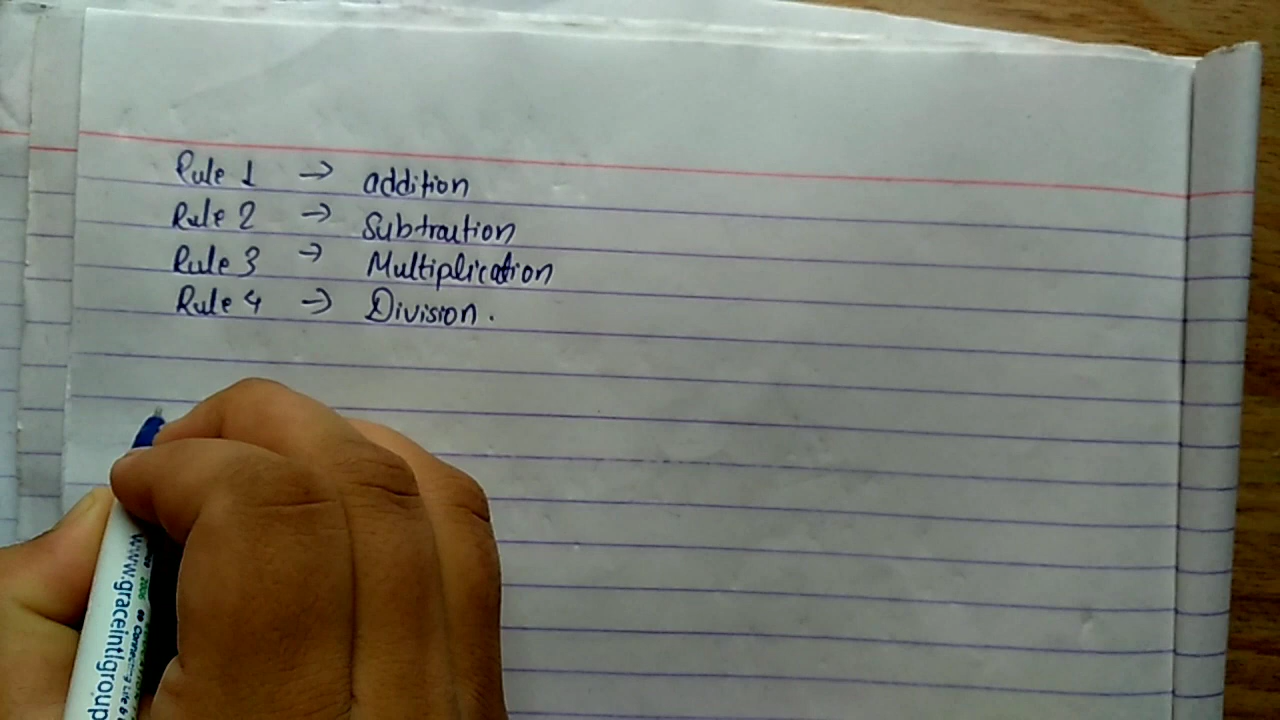 Rule 1 → addition
Rule 2 → Subtraction
Rule 3 → Multiplication
Rule 4 → Division.
www.graceintlgroup